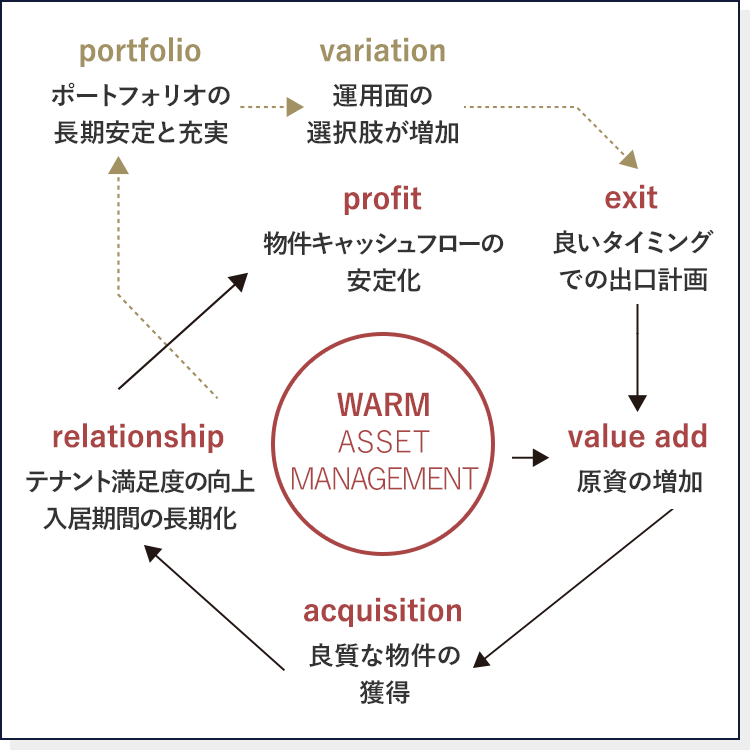 portfolio
ポートフォリオの
長期安定と充実
variation
運用面の
選択肢が増加
profit
物件キャッシュフローの
安定化
exit
良いタイミング
での出口計画
WARM
ASSET
MANAGEMENT
relationship
テナント満足度の向上
入居期間の長期化
value add
原資の増加
acquisition
良質な物件の
獲得